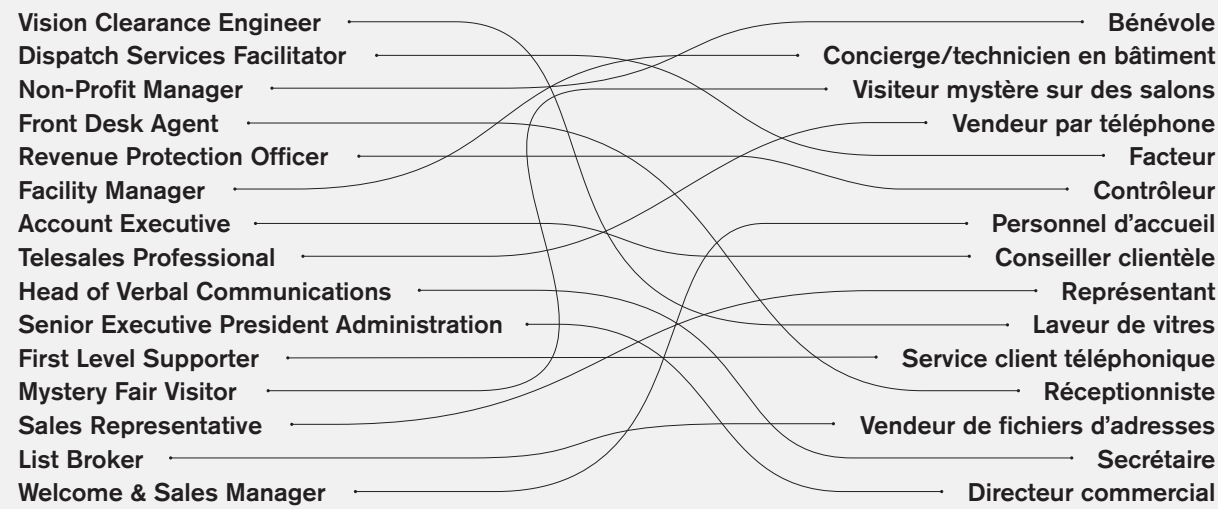 Vision Clearance Engineer
Dispatch Services Facilitator
Non-Profit Manager
Front Desk Agent
Revenue Protection Officer
Facility Manager
Account Executive
Telesales Professional
Head of Verbal Communications
Senior Executive President Administration
First Level Supporter
Mystery Fair Visitor
Sales Representative
List Broker
Welcome & Sales Manager
Bénévole
Concierge/technicien en bâtiment
Visiteur mystère sur des salons
Vendeur par téléphone
Facteur
Contrôleur
Personnel d’accueil
Conseiller clientèle
Représentant
Laveur de vitres
Service client téléphonique
Réceptionniste
Vendeur de fichiers d’adresses
Secrétaire
Directeur commercial